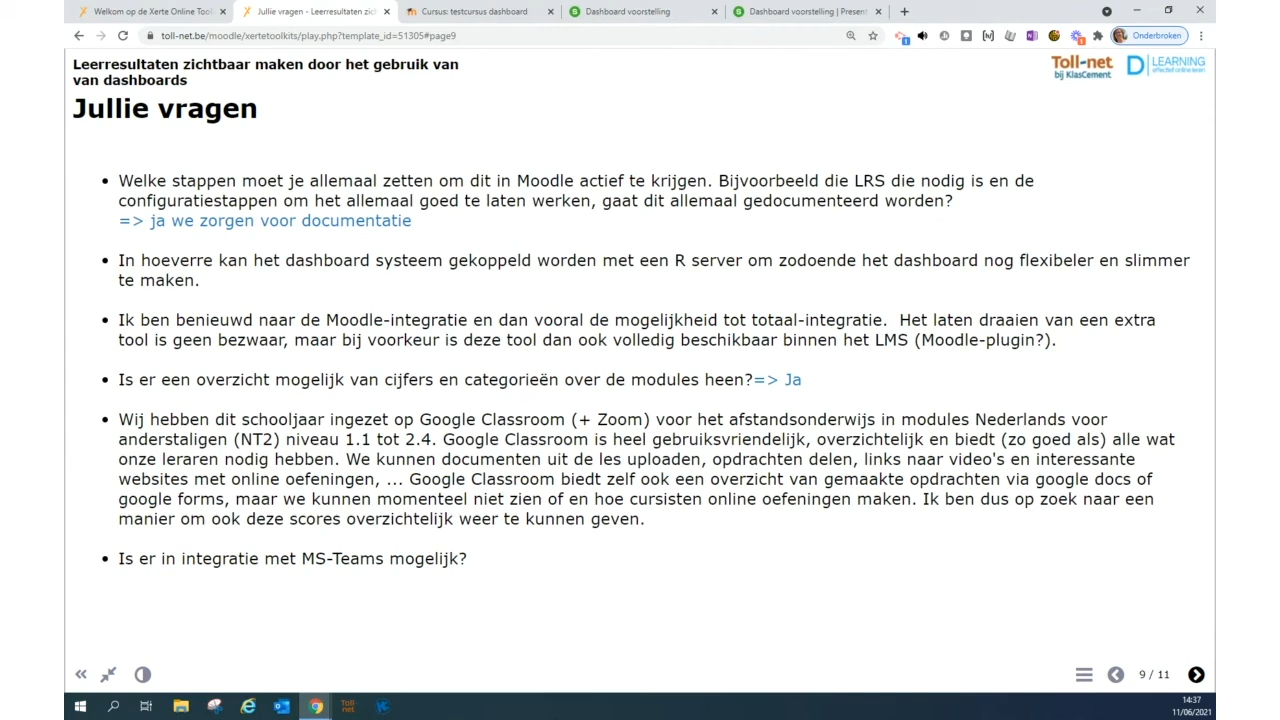 Welkom op de Xerte Online Tool
Jullie vragen - Leerresultaten zich
Cursus: testcursus dashboard
Dashboard voorstelling
Dashboard voorstelling | Present
toll-net.be/moodle/xertetoolkits/play.php?template_id=51305#page9
Onderbroken
Leerresultaten zichtbaar maken door het gebruik van
van dashboards
Toll-net
bij KlasCement
D LEARNING
effectief online leren
Jullie vragen
• Welke stappen moet je allemaal zetten om dit in Moodle actief te krijgen. Bijvoorbeeld die LRS die nodig is en de
configuratiestappen om het allemaal goed te laten werken, gaat dit allemaal gedocumenteerd worden?
=> ja we zorgen voor documentatie
• In hoeverre kan het dashboard systeem gekoppeld worden met een R server om zodoende het dashboard nog flexibeler en slimmer
te maken.
• Ik ben benieuwd naar de Moodle-integratie en dan vooral de mogelijkheid tot totaal-integratie.  Het laten draaien van een extra
tool is geen bezwaar, maar bij voorkeur is deze tool dan ook volledig beschikbaar binnen het LMS (Moodle-plugin?).
• Is er een overzicht mogelijk van cijfers en categorieën over de modules heen?=> Ja
• Wij hebben dit schooljaar ingezet op Google Classroom (+ Zoom) voor het afstandsonderwijs in modules Nederlands voor
anderstaligen (NT2) niveau 1.1 tot 2.4. Google Classroom is heel gebruiksvriendelijk, overzichtelijk en biedt (zo goed als) alle wat
onze leraren nodig hebben. We kunnen documenten uit de les uploaden, opdrachten delen, links naar video's en interessante
websites met online oefeningen, ... Google Classroom biedt zelf ook een overzicht van gemaakte opdrachten via google docs of
google forms, maar we kunnen momenteel niet zien of en hoe cursisten online oefeningen maken. Ik ben dus op zoek naar een
manier om ook deze scores overzichtelijk weer te kunnen geven.
• Is er in integratie met MS-Teams mogelijk?
9 / 11
Toll-
net
14:37
11/06/2021